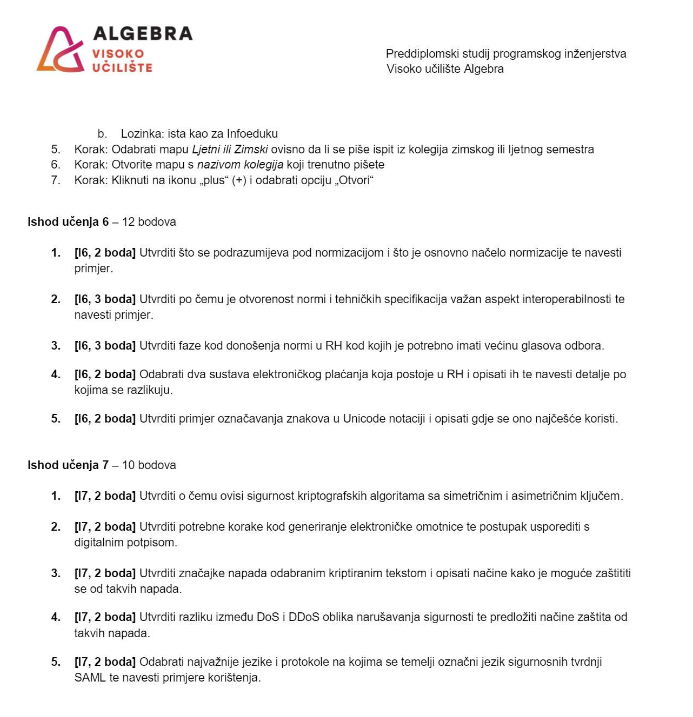 ALGEBRA
VISOKO
UČILIŠTE
Preddiplomski studij programskog inženjerstva
Visoko učilište Algebra
b. Lozinka: ista kao za Infoeduku
5. Korak: Odabrati mapu Ljetni ili Zimski ovisno da li se piše ispit iz kolegija zimskog ili ljetnog semestra
6. Korak: Otvorite mapu s nazivom kolegija koji trenutno pišete
7. Korak: Kliknuti na ikonu „plus“ (+) i odabrati opciju „Otvori“
Ishod učenja 6 – 12 bodova
1. [I6, 2 boda] Utvrditi što se podrazumijeva pod normizacijom i što je osnovno načelo normizacije te navesti
primjer.
2. [I6, 3 boda] Utvrditi po čemu je otvorenost normi i tehničkih specifikacija važan aspekt interoperabilnosti te
navesti primjer.
3. [I6, 3 boda] Utvrditi faze kod donošenja normi u RH kod kojih je potrebno imati većinu glasova odbora.
4. [I6, 2 boda] Odabrati dva sustava elektroničkog plaćanja koja postoje u RH i opisati ih te navesti detalje po
kojima se razlikuju.
5. [I6, 2 boda] Utvrditi primjer označavanja znakova u Unicode notaciji i opisati gdje se ono najčešće koristi.
Ishod učenja 7 – 10 bodova
1. [I7, 2 boda] Utvrditi o čemu ovisi sigurnost kriptografskih algoritama sa simetričnim i asimetričnim ključem.
2. [I7, 2 boda] Utvrditi potrebne korake kod generiranje elektroničke omotnice te postupak usporediti s
digitalnim potpisom.
3. [I7, 2 boda] Utvrditi značajke napada odabranim kriptiranim tekstom i opisati načine kako je moguće zaštititi
se od takvih napada.
4. [I7, 2 boda] Utvrditi razliku između DoS i DDoS oblika narušavanja sigurnosti te predložiti načine zaštita od
takvih napada.
5. [I7, 2 boda] Odabrati najvažnije jezike i protokole na kojima se temelji označni jezik sigurnosnih tvrdnji
SAML te navesti primjere korištenja.